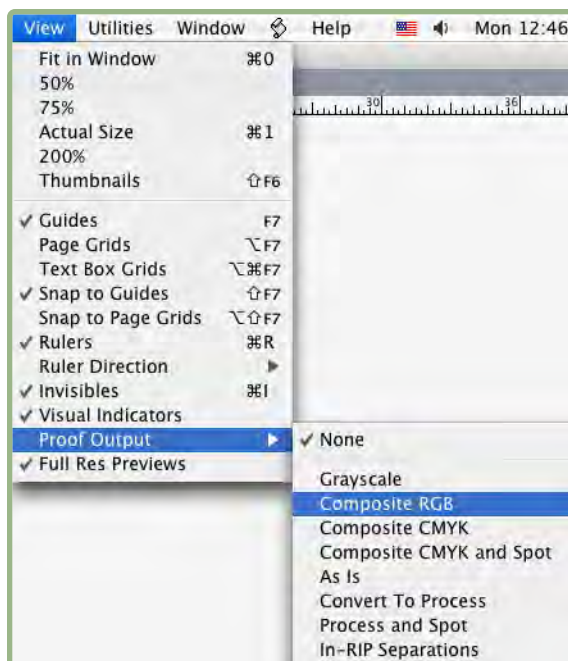 View Utilities Window Help Mon 12:46
Fit in Window ⌘0
50%
75%
Actual Size ⌘1
200%
Thumbnails ⇧F6
✓ Guides F7
Page Grids ⌥F7
Text Box Grids ⌥⌘F7
✓ Snap to Guides ⇧F7
Snap to Page Grids ⌥⇧F7
✓ Rulers ⌘R
Ruler Direction ▶
✓ Invisibles ⌘I
✓ Visual Indicators
Proof Output ▶
✓ Full Res Previews
30 36
✓ None
Grayscale
Composite RGB
Composite CMYK
Composite CMYK and Spot
As Is
Convert To Process
Process and Spot
In-RIP Separations